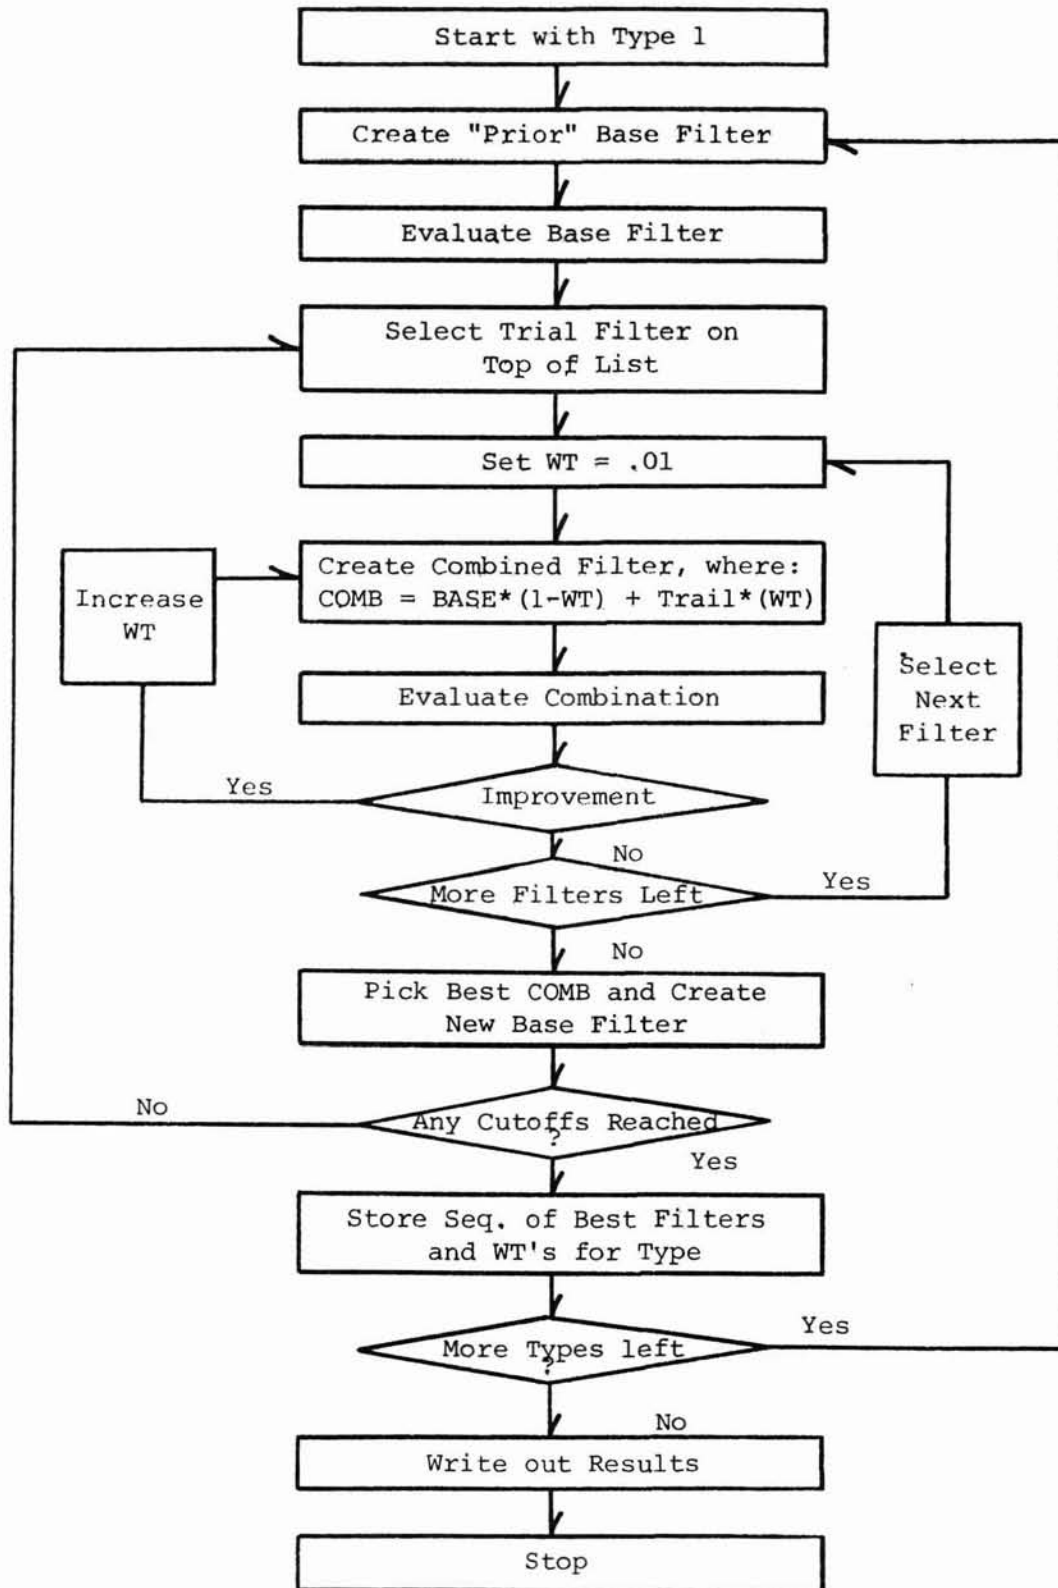 Start with Type 1
Create "Prior" Base Filter
Evaluate Base Filter
Select Trial Filter on
Top of List
Set WT = .01
Increase
WT
Create Combined Filter, where:
COMB = BASE*(1-WT) + Trail*(WT)
Select
Next
Filter
Evaluate Combination
Yes
Improvement
No
More Filters Left
Yes
No
Pick Best COMB and Create
New Base Filter
No
Any Cutoffs Reached
?
Yes
Store Seq. of Best Filters
and WT's for Type
More Types left
?
Yes
No
Write out Results
Stop